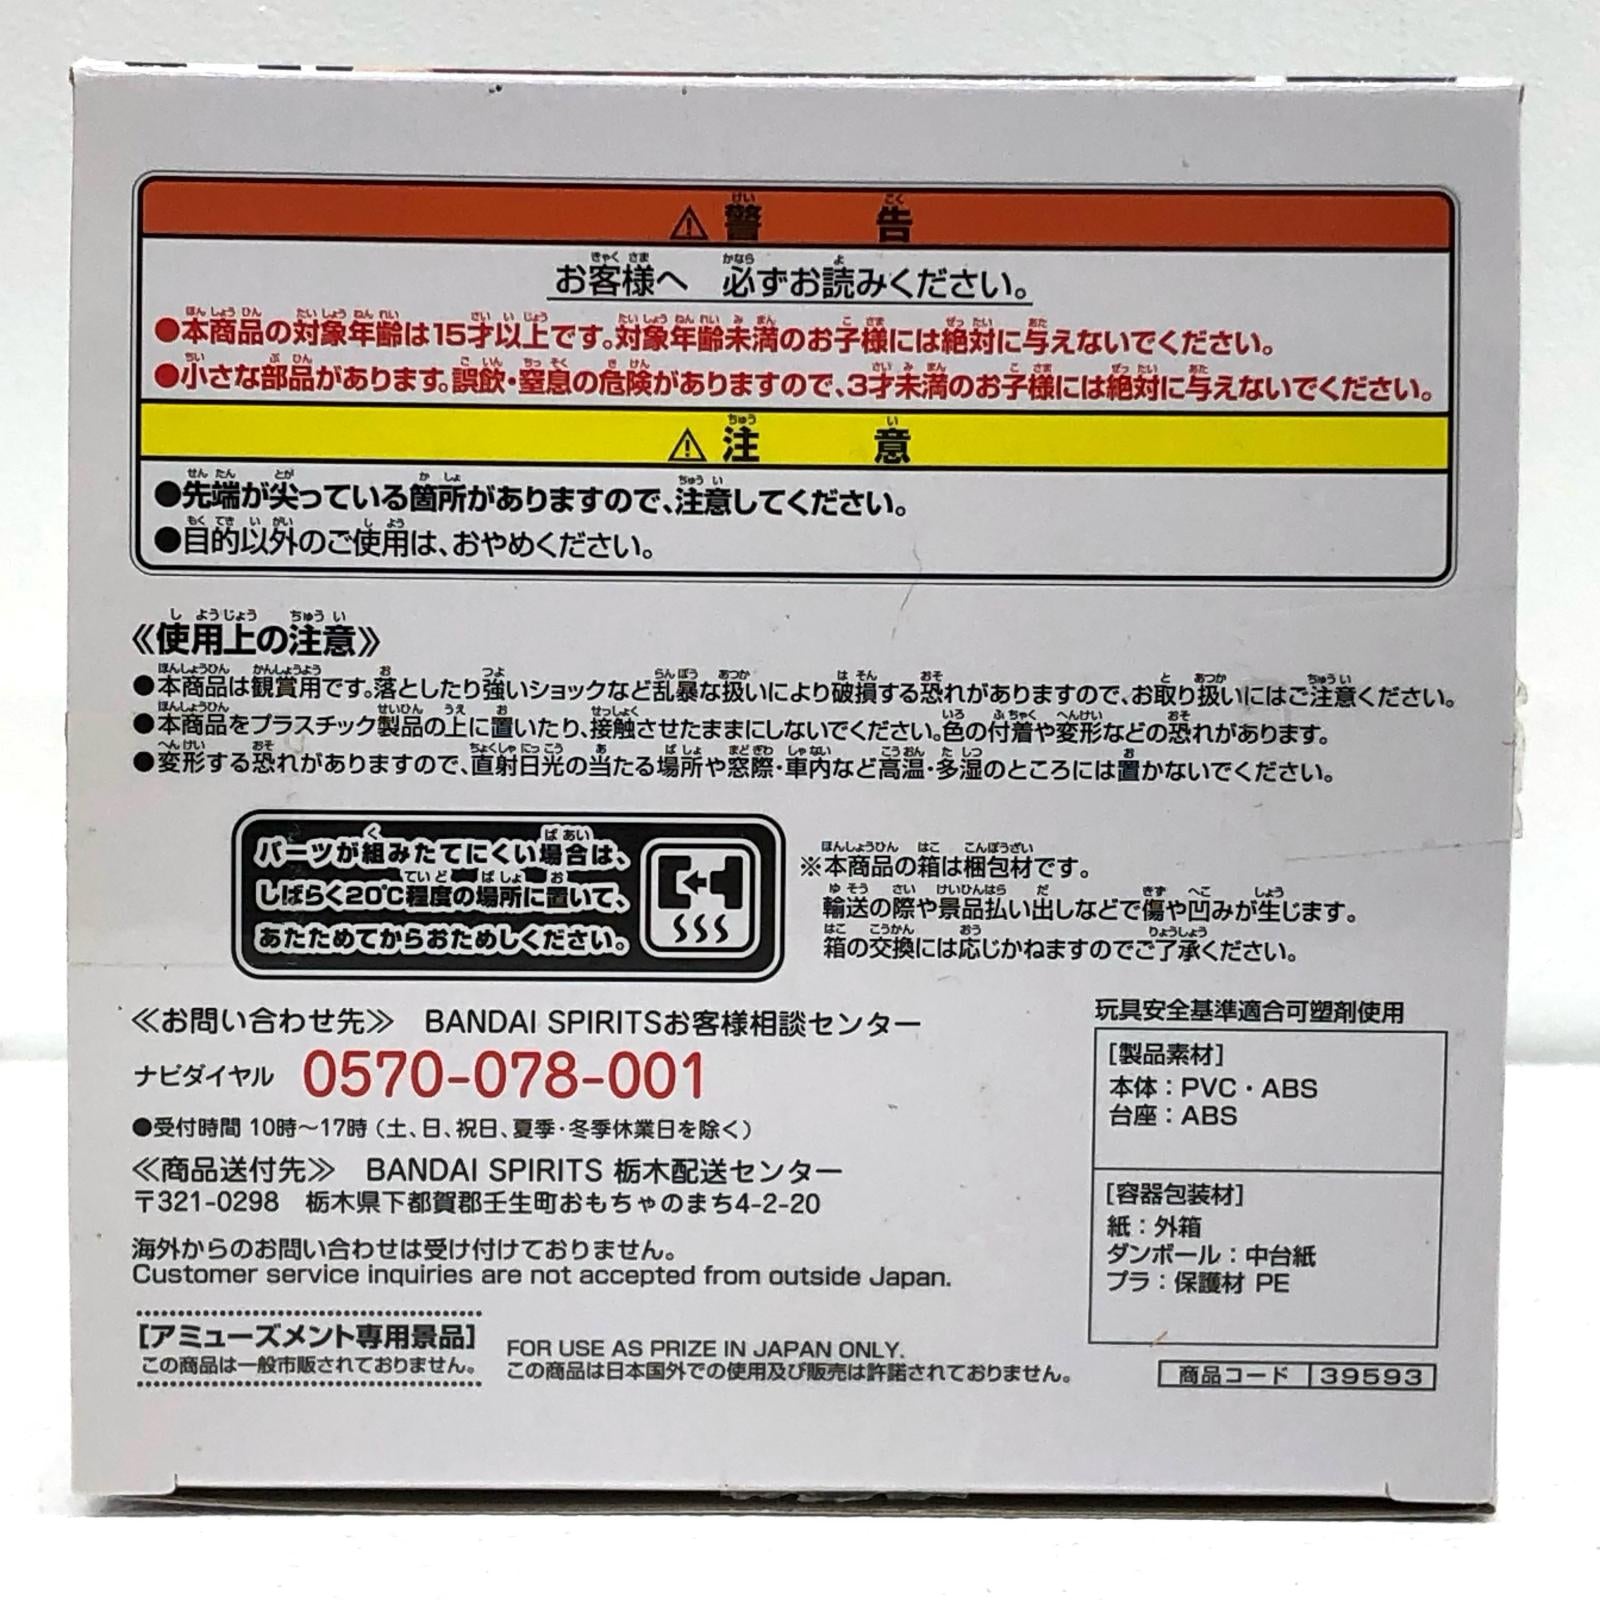 ⚠警告
お客様へ 必ずお読みください。
●本商品の対象年齢は15才以上です。対象年齢未満のお子様には絶対に与えないでください。
●小さな部品があります。誤飲・窒息の危険がありますので、3才未満のお子様には絶対に与えないでください。
⚠注意
●先端が尖っている箇所がありますので、注意してください。
●目的以外のご使用は、おやめください。
《使用上の注意》
●本商品は観賞用です。落としたり強いショックなど乱暴な扱いにより破損する恐れがありますので、お取り扱いにはご注意ください。
●本商品をプラスチック製品の上に置いたり、接触させたままにしないでください。色の付着や変形などの恐れがあります。
●変形する恐れがありますので、直射日光の当たる場所や窓際・車内など高温・多湿のところには置かないでください。
パーツが組みたてにくい場合は、
しばらく20℃程度の場所に置いて、
あたためてからおためしください。
※本商品の箱は梱包材です。
輸送の際や景品払い出しなどで傷や凹みが生じます。
箱の交換には応じかねますのでご了承ください。
≪お問い合わせ先≫ BANDAI SPIRITSお客様相談センター
ナビダイヤル 0570-078-001
●受付時間 10時～17時（土、日、祝日、夏季・冬季休業日を除く）
≪商品送付先≫ BANDAI SPIRITS 栃木配送センター
〒321-0298 栃木県下都賀郡壬生町おもちゃのまち4-2-20
海外からのお問い合わせは受け付けておりません。
Customer service inquiries are not accepted from outside Japan.
[アミューズメント専用景品]
この商品は一般市販されておりません。
FOR USE AS PRIZE IN JAPAN ONLY.
この商品は日本国外での使用及び販売は許諾されておりません。
玩具安全基準適合可塑剤使用
[製品素材]
本体：PVC・ABS
台座：ABS
[容器包装材]
紙：外箱
ダンボール：中台紙
プラ：保護材 PE
商品コード 39593